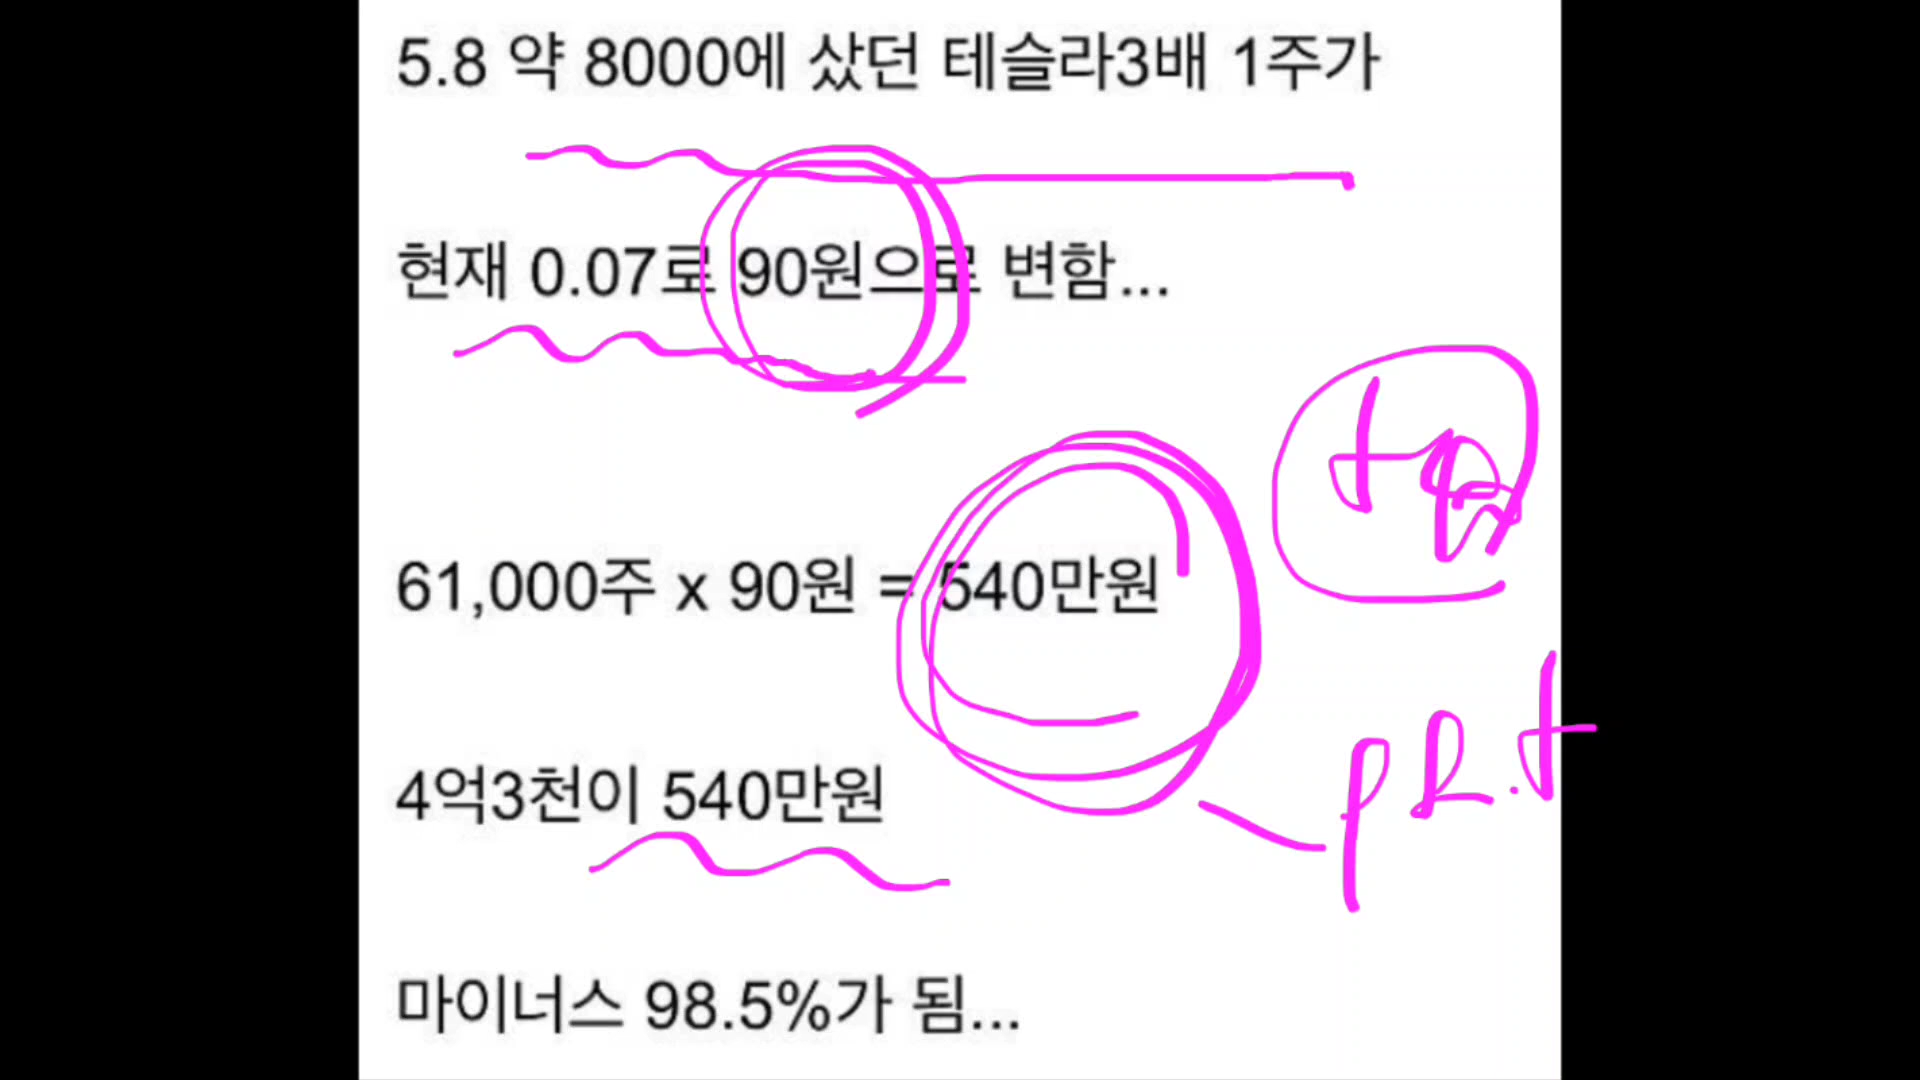 5.8 약 8000에 샀던 테슬라3배 1주가
현재 0.07로 90원으로 변함...
61,000주 x 90원 = 540만원
4억3천이 540만원
마이너스 98.5%가 됨...